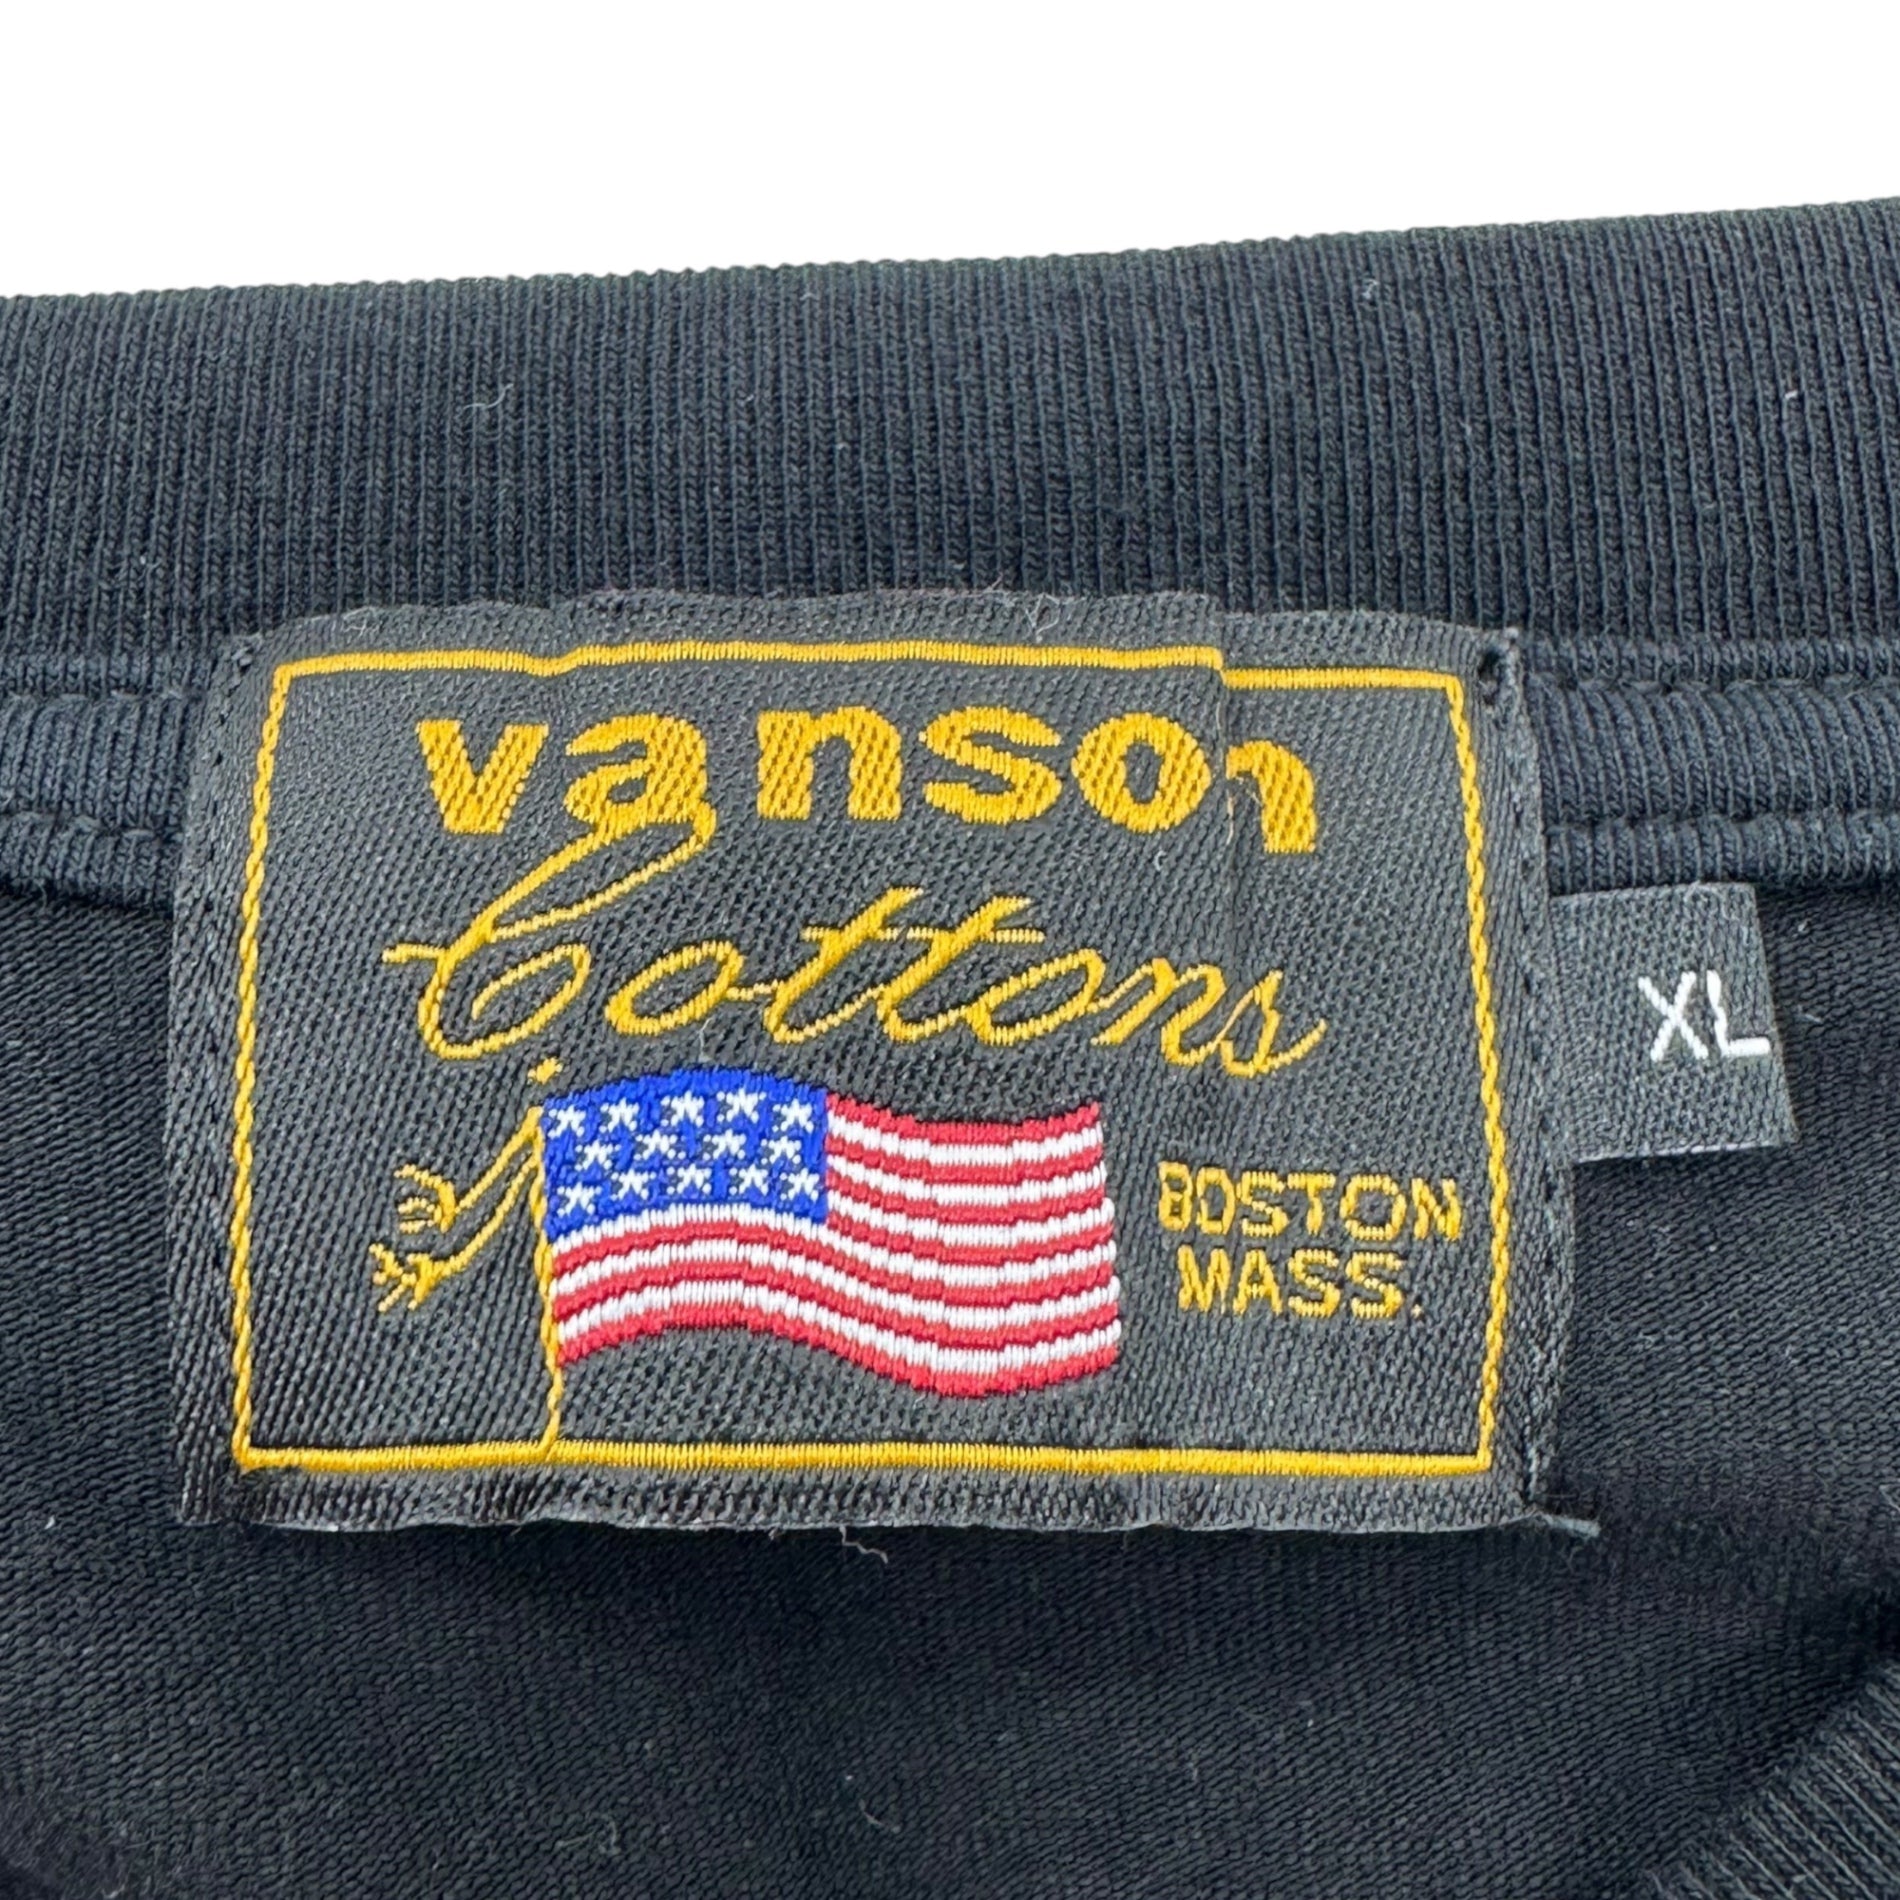 vanson
Cottons
BOSTON
MASS.
XL